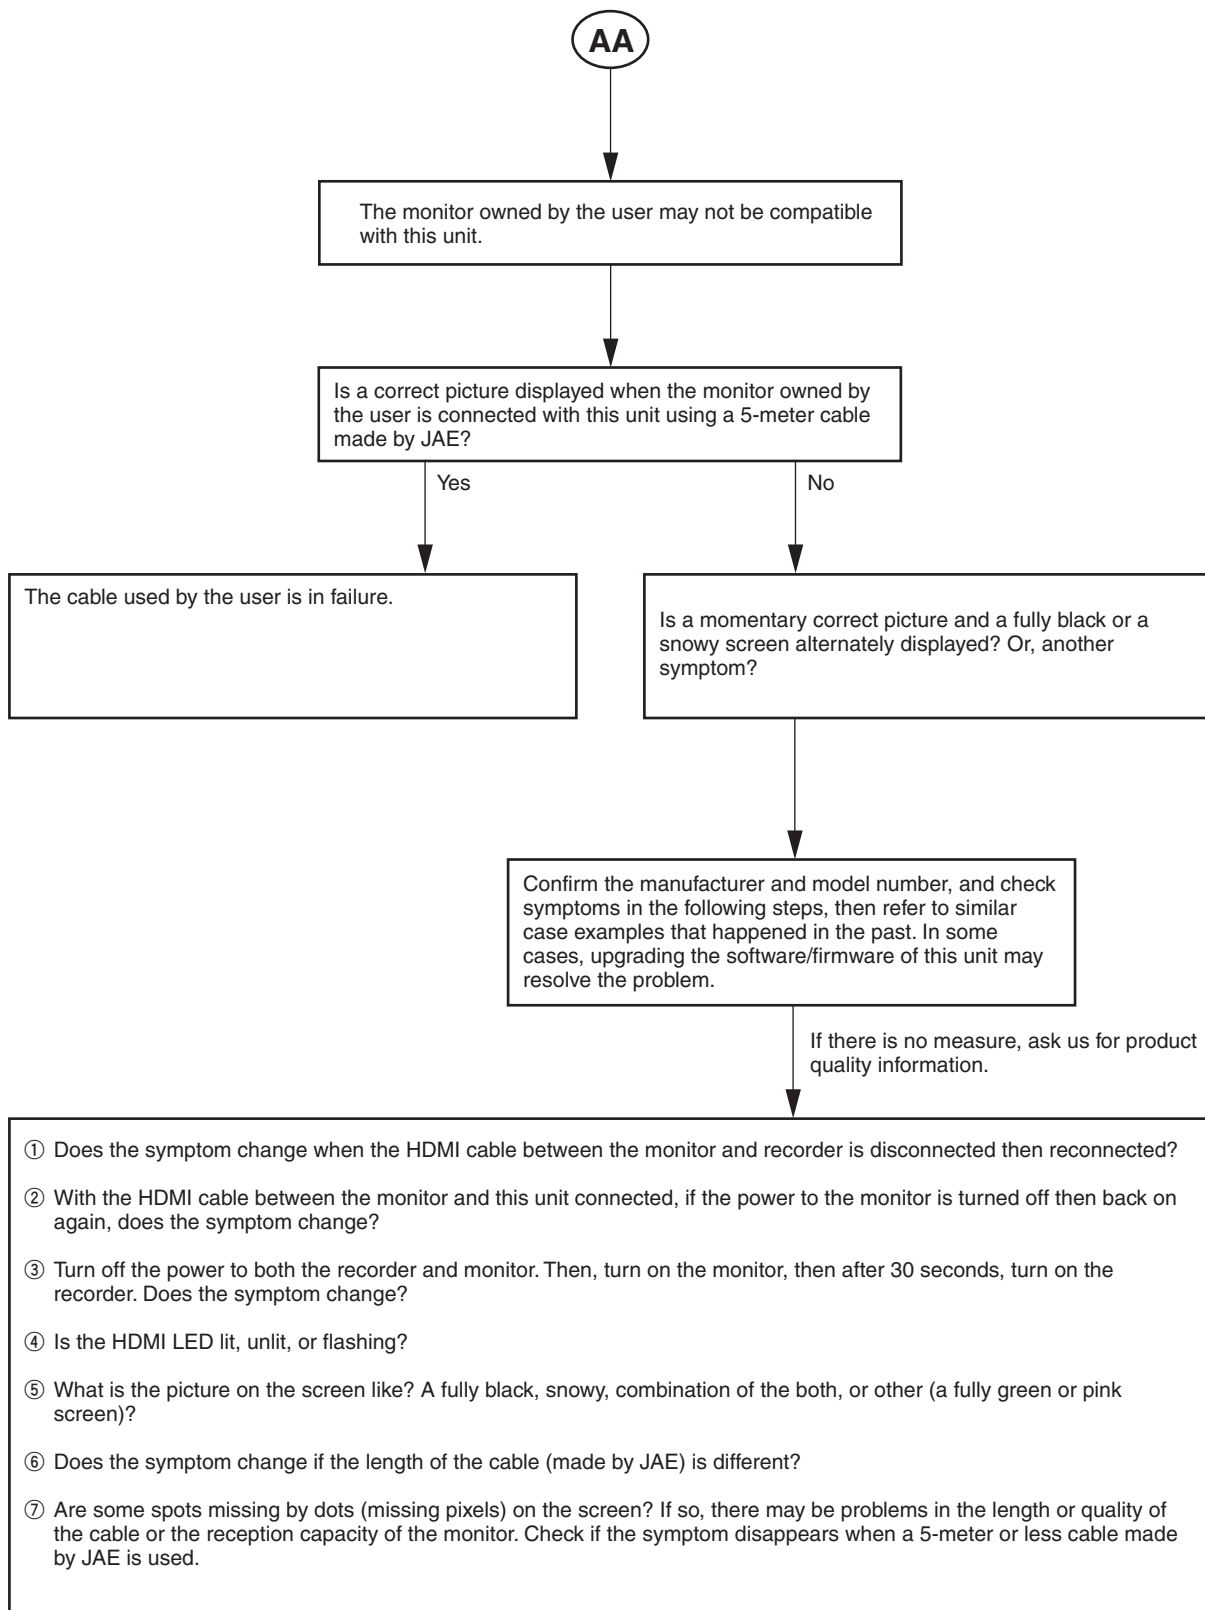 AA
The monitor owned by the user may not be compatible
with this unit.
Is a correct picture displayed when the monitor owned by
the user is connected with this unit using a 5-meter cable
made by JAE?
Yes
No
The cable used by the user is in failure.
Is a momentary correct picture and a fully black or a
snowy screen alternately displayed? Or, another
symptom?
Confirm the manufacturer and model number, and check
symptoms in the following steps, then refer to similar
case examples that happened in the past. In some
cases, upgrading the software/firmware of this unit may
resolve the problem.
If there is no measure, ask us for product
quality information.
① Does the symptom change when the HDMI cable between the monitor and recorder is disconnected then reconnected?
② With the HDMI cable between the monitor and this unit connected, if the power to the monitor is turned off then back on
again, does the symptom change?
③ Turn off the power to both the recorder and monitor. Then, turn on the monitor, then after 30 seconds, turn on the
recorder. Does the symptom change?
④ Is the HDMI LED lit, unlit, or flashing?
⑤ What is the picture on the screen like? A fully black, snowy, combination of the both, or other (a fully green or pink
screen)?
⑥ Does the symptom change if the length of the cable (made by JAE) is different?
⑦ Are some spots missing by dots (missing pixels) on the screen? If so, there may be problems in the length or quality of
the cable or the reception capacity of the monitor. Check if the symptom disappears when a 5-meter or less cable made
by JAE is used.